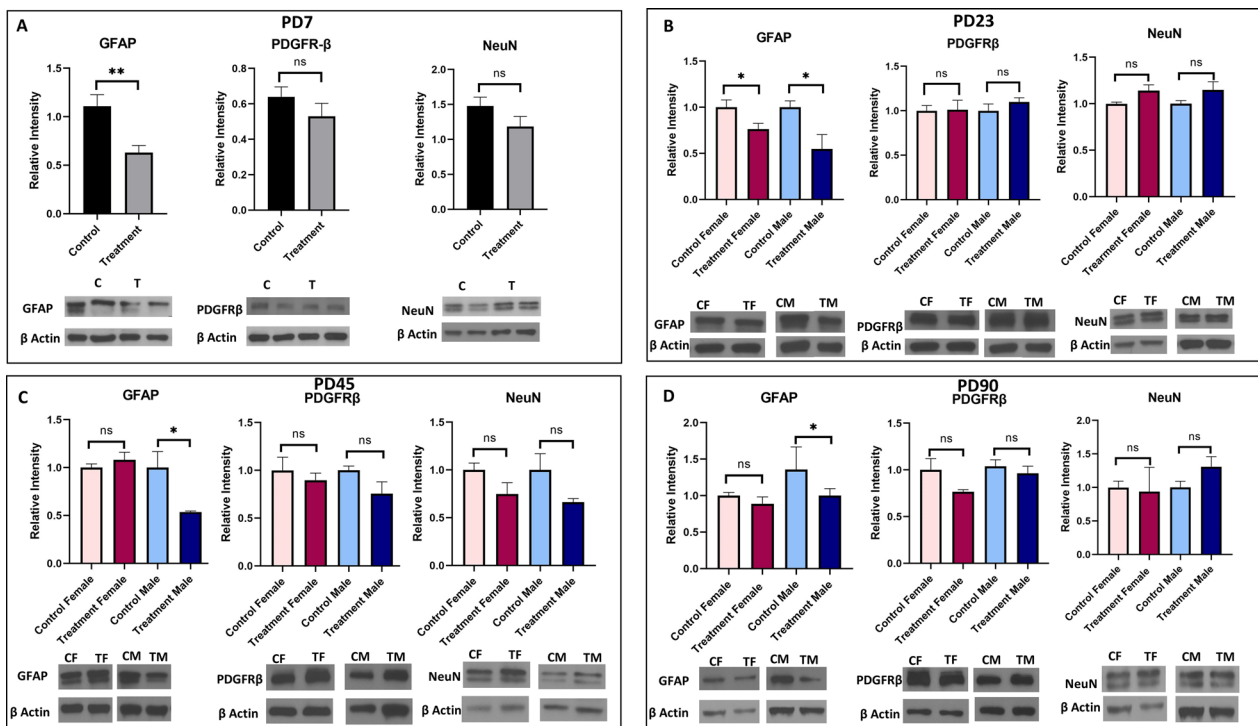 A
PD7
GFAP
PDGFR-β
NeuN
Relative Intensity
1.5
1.0
0.5
0.0
**
Control
Treatment
Relative Intensity
0.8
0.6
0.4
0.2
0.0
ns
Control
Treatment
Relative Intensity
2.0
1.5
1.0
0.5
0.0
ns
Control
Treatment
C T
GFAP
β Actin
C T
PDGFRβ
β Actin
C T
NeuN
β Actin
B
PD23
GFAP
PDGFRβ
NeuN
Relative Intensity
1.5
1.0
0.5
0.0
* *
Control Female
Treatment Female
Control Male
Treatment Male
Relative Intensity
1.5
1.0
0.5
0.0
ns ns
Control Female
Treatment Female
Control Male
Treatment Male
Relative Intensity
1.5
1.0
0.5
0.0
ns ns
Control Female
Trearment Female
Control Male
Treatment Male
CF TF CM TM
GFAP
β Actin
CF TF CM TM
PDGFRβ
β Actin
CF TF CM TM
NeuN
β Actin
C
PD45
GFAP
PDGFRβ
NeuN
Relative Intensity
1.5
1.0
0.5
0.0
ns *
Control Female
Treatment Female
Control Male
Treatment Male
Relative Intensity
1.5
1.0
0.5
0.0
ns ns
Control Female
Treatment Female
Control Male
Treatment Male
Relative Intensity
1.5
1.0
0.5
0.0
ns ns
Control Female
Treatment Female
Control Male
Treatment Male
CF TF CM TM
GFAP
β Actin
CF TF CM TM
PDGFRβ
β Actin
CF TF CM TM
NeuN
β Actin
D
PD90
GFAP
PDGFRβ
NeuN
Relative Intensity
2.0
1.5
1.0
0.5
0.0
ns *
Control Female
Treatment Female
Control Male
Treatment Male
Relative Intensity
1.5
1.0
0.5
0.0
ns ns
Control Female
Treatment Female
Control Male
Treatment Male
Relative Intensity
2.0
1.5
1.0
0.5
0.0
ns ns
Control Female
Treatment Female
Control Male
Treatment Male
CF TF CM TM
GFAP
β Actin
CF TF CM TM
PDGFRβ
β Actin
CF TF CM TM
NeuN
β Actin